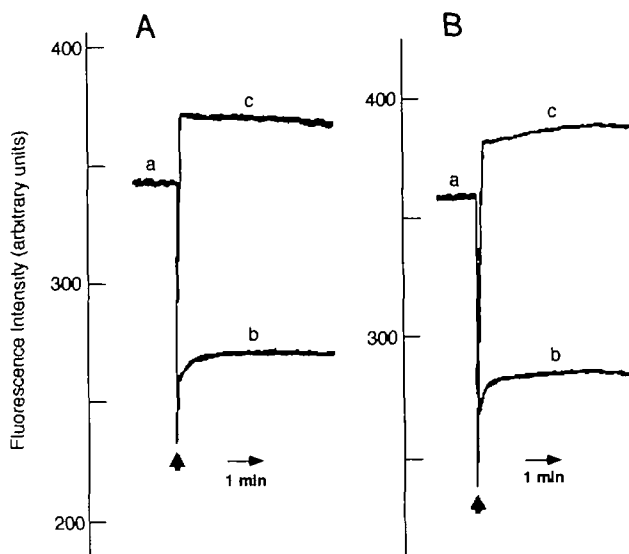 A
B
Fluorescence Intensity (arbitrary units)
400
300
200
a
c
b
1 min
400
300
a
c
b
1 min